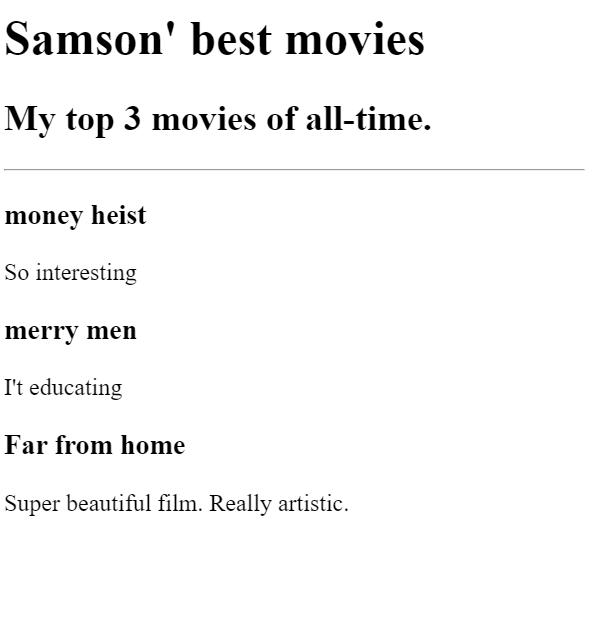 Samson' best movies
My top 3 movies of all-time.
money heist
So interesting
merry men
I't educating
Far from home
Super beautiful film. Really artistic.